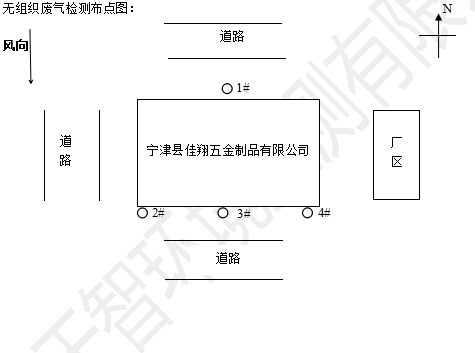 无组织废气检测布点图：
风向
N
道路
1#
道路
宁津县佳翔五金制品有限公司
厂区
2#
3#
4#
道路